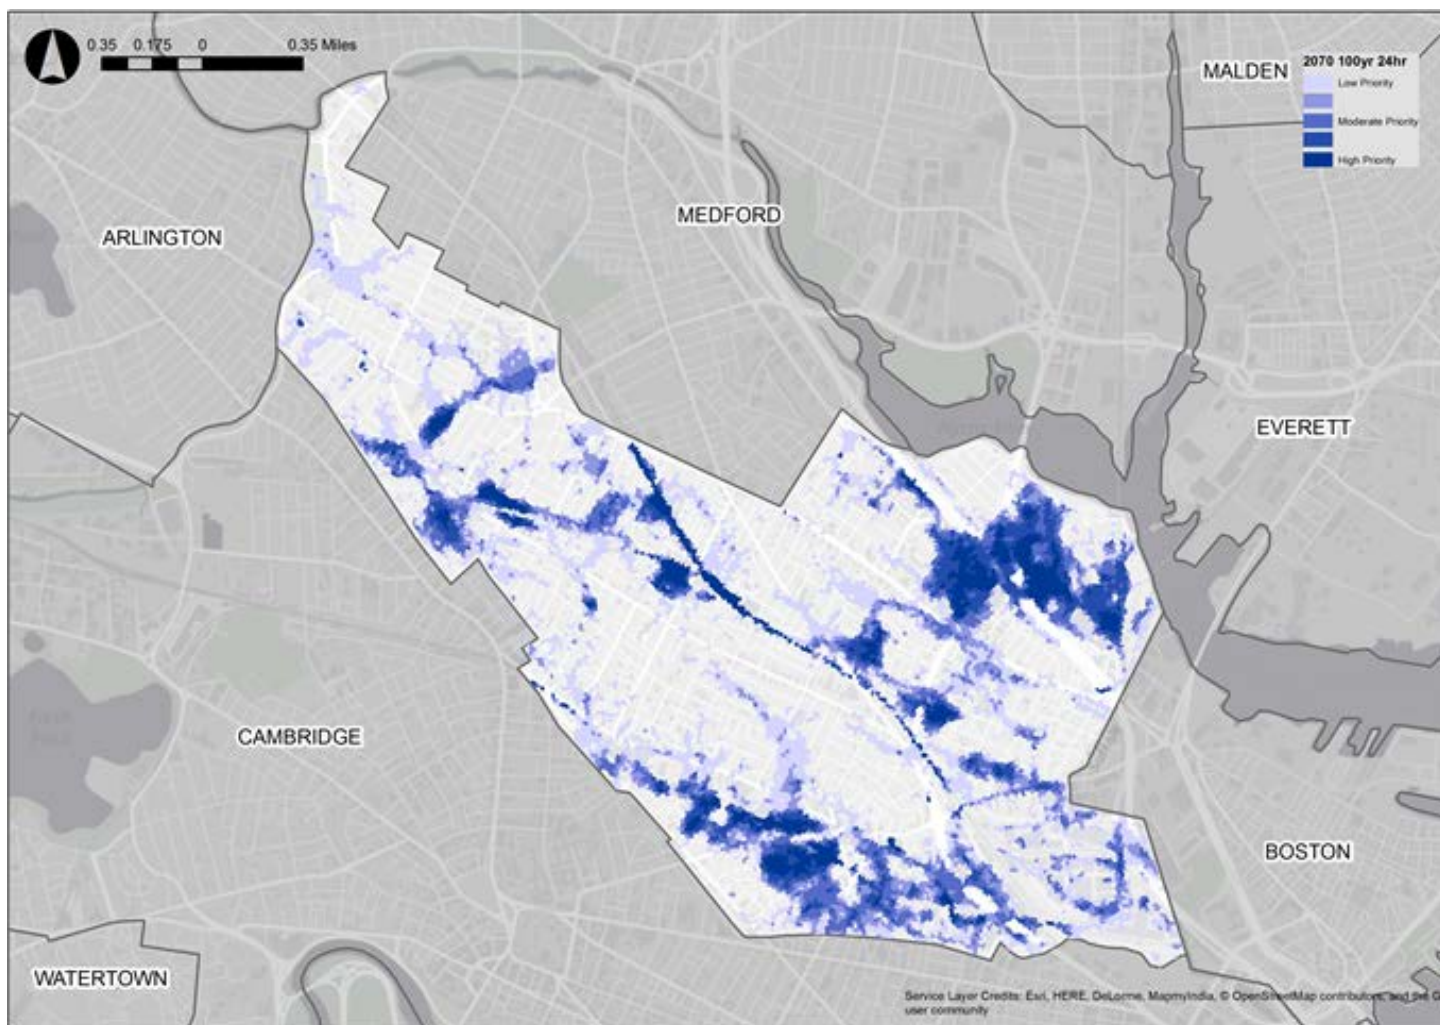 0.35 0.175 0 0.35 Miles
2070 100yr 24hr
Low Priority
Moderate Priority
High Priority
MALDEN
MEDFORD
ARLINGTON
EVERETT
CAMBRIDGE
BOSTON
WATERTOWN
Service Layer Credits: Esri, HERE, DeLorme, MapmyIndia, © OpenStreetMap contributors, and the G
user community